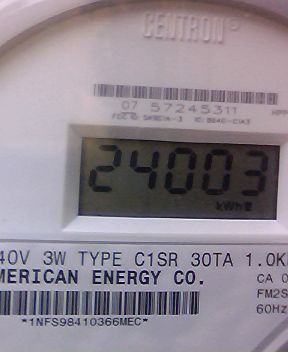 CENTRON®
07 57245311
24003
kWh
40V 3W TYPE C1SR 30TA 1.0K
MERICAN ENERGY CO.
CA 0
FM2S
60Hz
*1NFS98410366MEC*